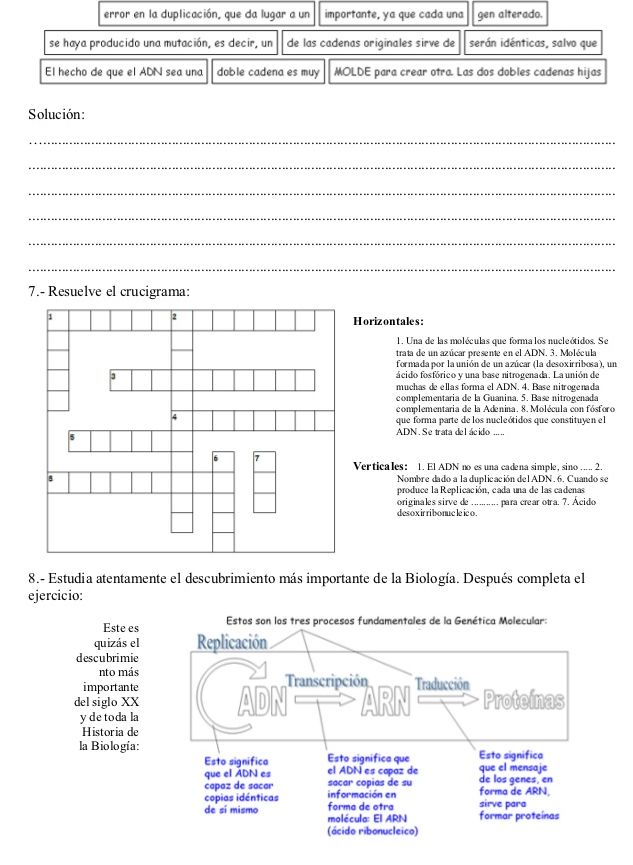 error en la duplicación, que da lugar a un
importante, ya que cada una
gen alterado.
se haya producido una mutación, es decir, un
de las cadenas originales sirve de
serán idénticas, salvo que
El hecho de que el ADN sea una
doble cadena es muy
MOLDE para crear otra. Las dos dobles cadenas hijas
Solución:
7.- Resuelve el crucigrama:
1
2
3
4
5
6
7
8
Horizontales:
1. Una de las moléculas que forma los nucleótidos. Se
trata de un azúcar presente en el ADN. 3. Molécula
formada por la unión de un azúcar (la desoxirribosa), un
ácido fosfórico y una base nitrogenada. La unión de
muchas de ellas forma el ADN. 4. Base nitrogenada
complementaria de la Guanina. 5. Base nitrogenada
complementaria de la Adenina. 8. Molécula con fósforo
que forma parte de los nucleótidos que constituyen el
ADN. Se trata del ácido .....
Verticales: 1. El ADN no es una cadena simple, sino ..... 2.
Nombre dado a la duplicación del ADN. 6. Cuando se
produce la Replicación, cada una de las cadenas
originales sirve de ........... para crear otra. 7. Ácido
desoxirribonucleico.
8.- Estudia atentamente el descubrimiento más importante de la Biología. Después completa el
ejercicio:
Este es
quizás el
descubrimie
nto más
importante
del siglo XX
y de toda la
Historia de
la Biología:
Estos son los tres procesos fundamentales de la Genética Molecular:
Replicación
Transcripción
Traducción
ADN
ARN
Proteínas
Esto significa
que el ADN es
capaz de sacar
copias idénticas
de sí mismo
Esto significa que
el ADN es capaz de
sacar copias de su
información en
forma de otra
molécula: El ARN
(ácido ribonucleico)
Esto significa
que el mensaje
de los genes, en
forma de ARN,
sirve para
formar proteínas